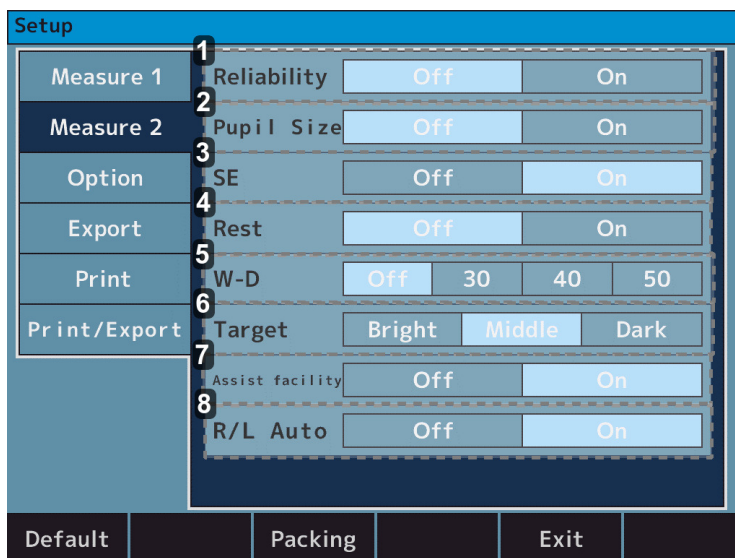 Setup
Measure 1
Measure 2
Option
Export
Print
Print/Export
1
Reliability Off On
2
Pupil Size Off On
3
SE Off On
4
Rest Off On
5
W-D Off 30 40 50
6
Target Bright Middle Dark
7
Assist facility Off On
8
R/L Auto Off On
Default Packing Exit